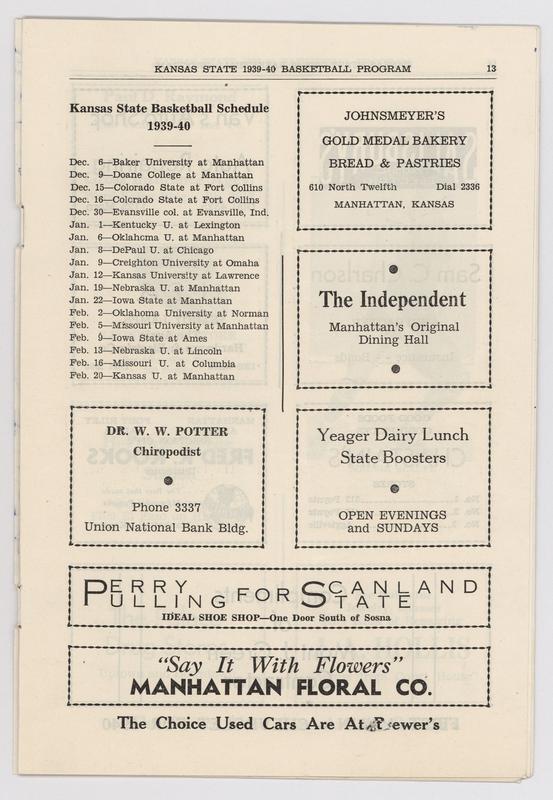 KANSAS STATE 1939-40 BASKETBALL PROGRAM 13
Kansas State Basketball Schedule
1939-40
Dec. 6—Baker University at Manhattan
Dec. 9—Doane College at Manhattan
Dec. 15—Colorado State at Fort Collins
Dec. 16—Colorado State at Fort Collins
Dec. 30—Evansville col. at Evansville, Ind.
Jan. 1—Kentucky U. at Lexington
Jan. 6—Oklahoma U. at Manhattan
Jan. 8—DePaul U. at Chicago
Jan. 9—Creighton University at Omaha
Jan. 12—Kansas University at Lawrence
Jan. 19—Nebraska U. at Manhattan
Jan. 22—Iowa State at Manhattan
Feb. 2—Oklahoma University at Norman
Feb. 5—Missouri University at Manhattan
Feb. 9—Iowa State at Ames
Feb. 13—Nebraska U. at Lincoln
Feb. 16—Missouri U. at Columbia
Feb. 20—Kansas U. at Manhattan
JOHNSMEYER'S
GOLD MEDAL BAKERY
BREAD & PASTRIES
610 North Twelfth Dial 2336
MANHATTAN, KANSAS
The Independent
Manhattan's Original
Dining Hall
DR. W. W. POTTER
Chiropodist
Phone 3337
Union National Bank Bldg.
Yeager Dairy Lunch
State Boosters
OPEN EVENINGS
and SUNDAYS
PERRY SCANLAND
PULLING FOR STATE
IDEAL SHOE SHOP—One Door South of Sosna
"Say It With Flowers"
MANHATTAN FLORAL CO.
The Choice Used Cars Are At Brewer's